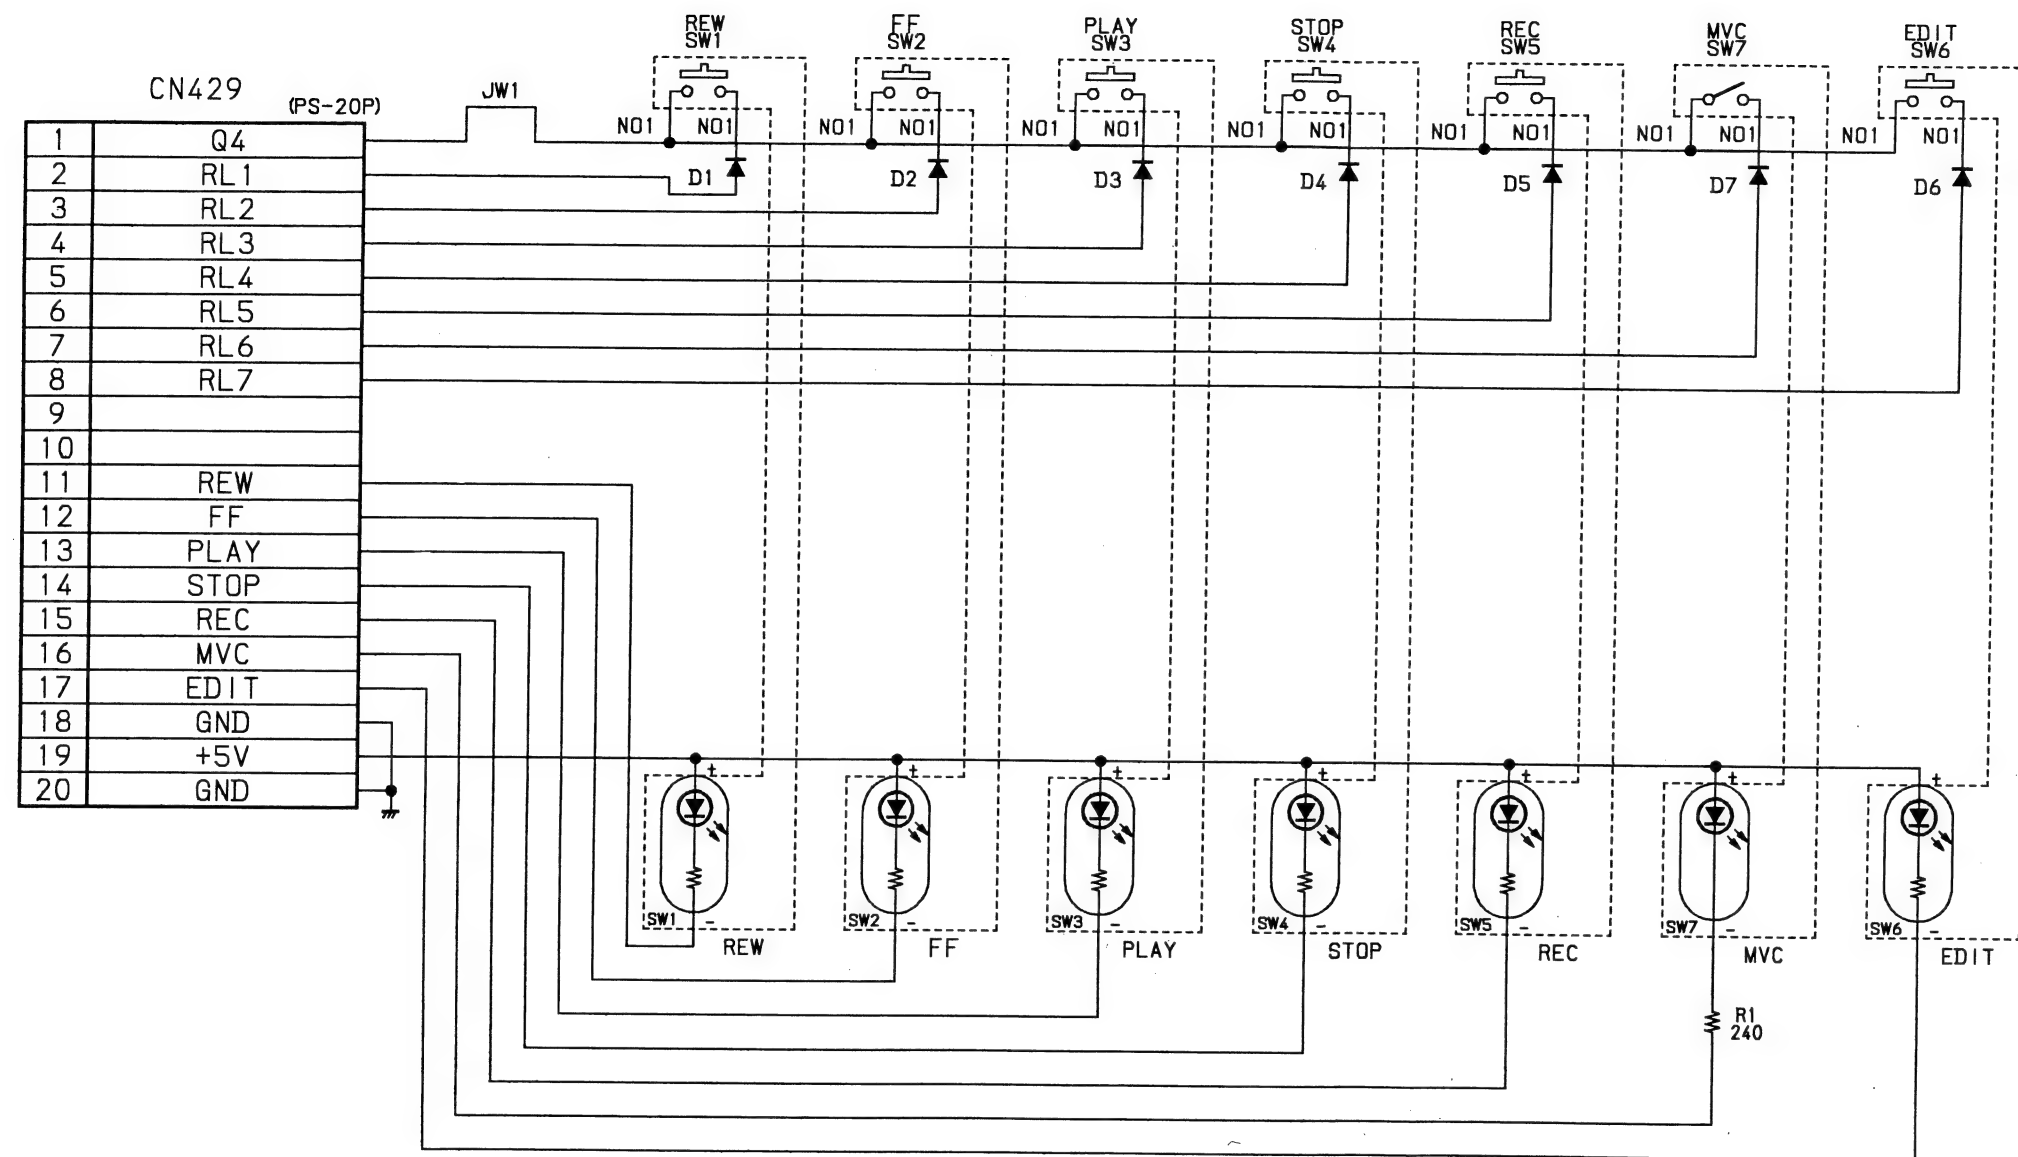 REW
SW1
FF
SW2
PLAY
SW3
STOP
SW4
REC
SW5
MVC
SW7
EDIT
SW6
CN429
(PS-20P)
JW1
NO1 NO1 NO1 NO1 NO1 NO1 NO1 NO1 NO1 NO1 NO1 NO1 NO1 NO1
D1 D2 D3 D4 D5 D7 D6
1 Q4
2 RL1
3 RL2
4 RL3
5 RL4
6 RL5
7 RL6
8 RL7
9
10
11 REW
12 FF
13 PLAY
14 STOP
15 REC
16 MVC
17 EDIT
18 GND
19 +5V
20 GND
+ + + + + + +
SW1 - SW2 - SW3 - SW4 - SW5 - SW7 - SW6 -
REW FF PLAY STOP REC MVC EDIT
R1
240